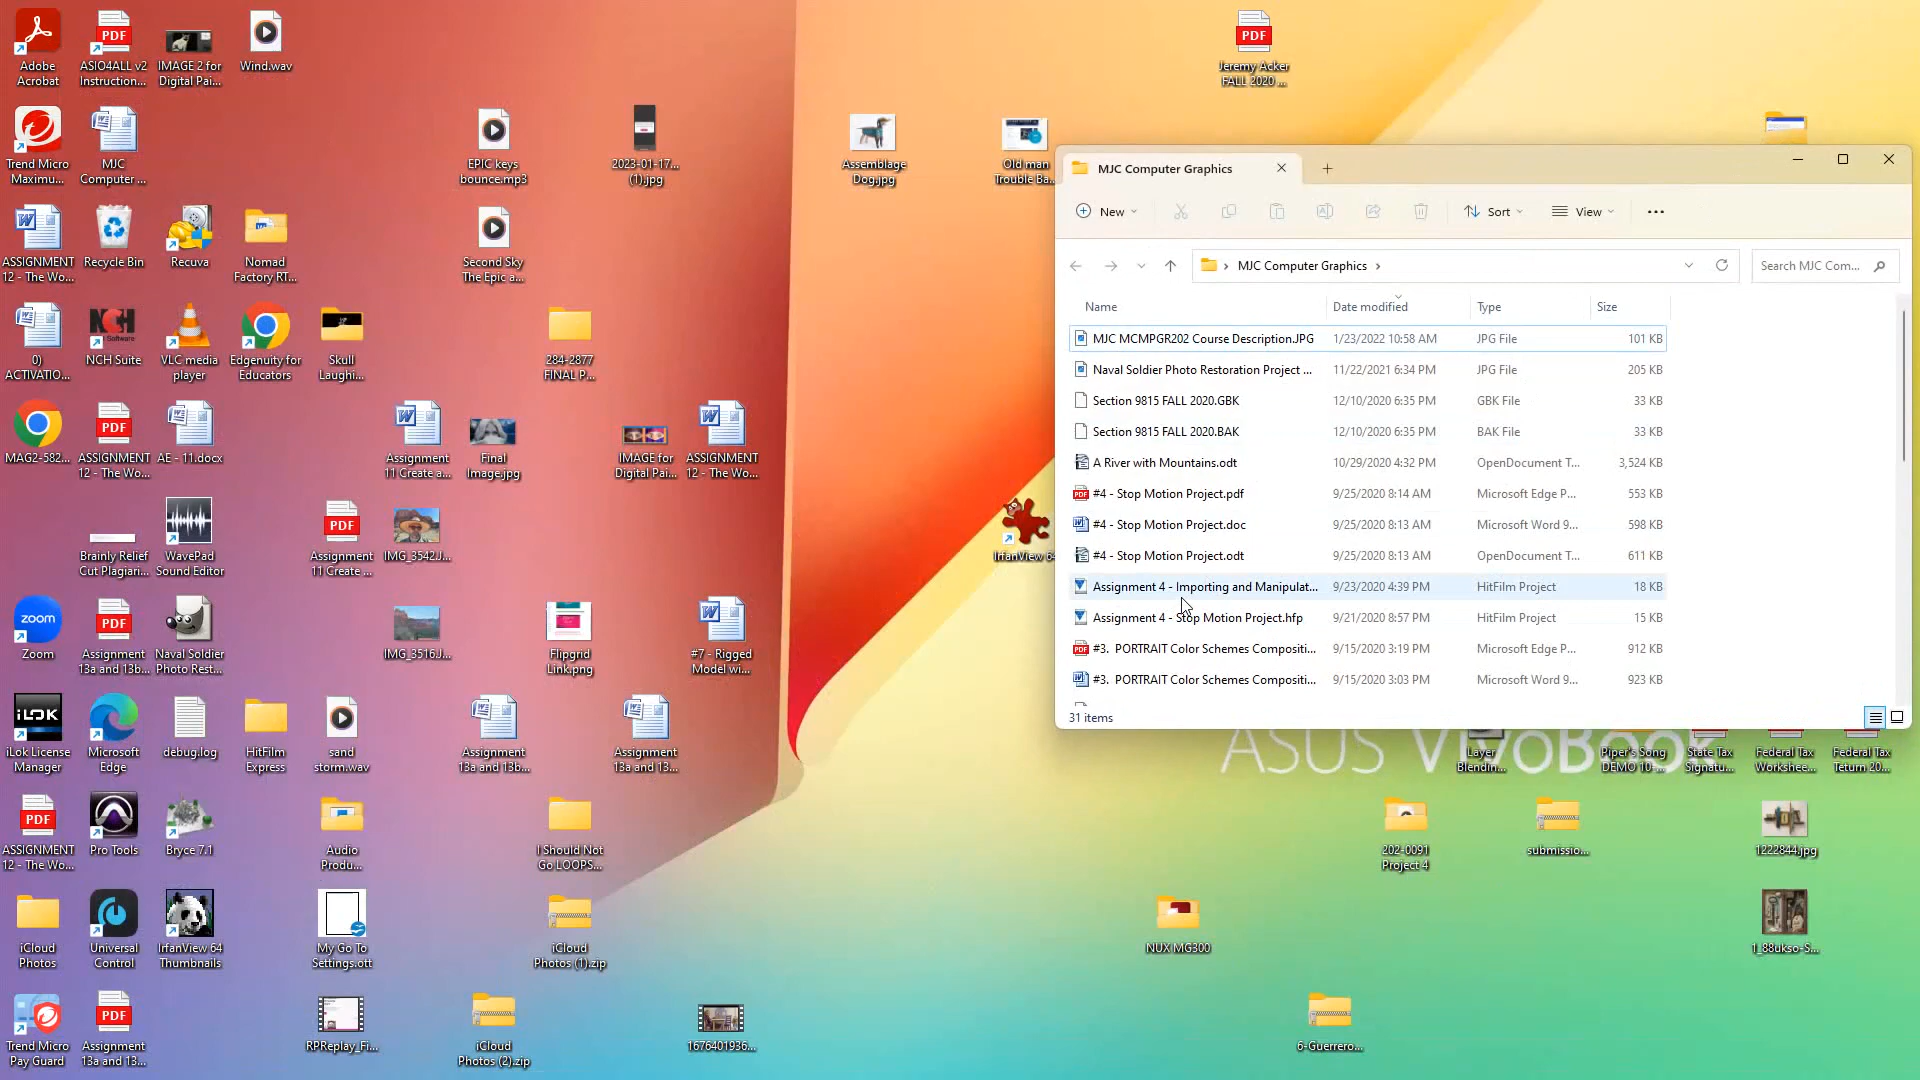 Adobe
Acrobat
ASIO4ALL v2
Instruction...
IMAGE 2 for
Digital Pai...
Wind.wav
Jeremy Acker
FALL 2020 ...
Trend Micro
Maximu...
MJC
Computer ...
EPIC keys
bounce.mp3
2023-01-17...
(1).jpg
Assemblage
Dog.jpg
Old man
Trouble Ba...
ASSIGNMENT
12 - The Wo...
Recycle Bin
Recuva
Nomad
Factory RT...
Second Sky
The Epic a...
0)
ACTIVATIO...
NCH Suite
VLC media
player
Edgenuity for
Educators
Skull
Laughi...
284-2877
FINAL P...
MAG2-582...
ASSIGNMENT
12 - The Wo...
AE - 11.docx
Assignment
11 Create a...
Final
Image.jpg
IMAGE for
Digital Pai...
ASSIGNMENT
12 - The Wo...
Brainly Relief
Cut Plagiari...
WavePad
Sound Editor
Assignment
11 Create ...
IMG_3542.J...
IrfanView 64
zoom
Zoom
Assignment
13a and 13b...
Naval Soldier
Photo Rest...
IMG_3516.J...
Flipgrid
Link.png
#7 - Rigged
Model wi...
iLOK
iLok License
Manager
Microsoft
Edge
debug.log
HitFilm
Express
sand
storm.wav
Assignment
13a and 13b...
Assignment
13a and 13...
ASSIGNMENT
12 - The Wo...
Pro Tools
Bryce 7.1
Audio
Produ...
I Should Not
Go LOOPS...
iCloud
Photos
Universal
Control
IrfanView 64
Thumbnails
My Go To
Settings.ott
iCloud
Photos (1).zip
Trend Micro
Pay Guard
Assignment
13a and 13...
RPReplay_Fi...
iCloud
Photos (2).zip
1676401936...
MJC Computer Graphics
New
Sort
View
MJC Computer Graphics
Search MJC Com...
Name Date modified Type Size
MJC MCMPGR202 Course Description.JPG 1/23/2022 10:58 AM JPG File 101 KB
Naval Soldier Photo Restoration Project ... 11/22/2021 6:34 PM JPG File 205 KB
Section 9815 FALL 2020.GBK 12/10/2020 6:35 PM GBK File 33 KB
Section 9815 FALL 2020.BAK 12/10/2020 6:35 PM BAK File 33 KB
A River with Mountains.odt 10/29/2020 4:32 PM OpenDocument T... 3,524 KB
#4 - Stop Motion Project.pdf 9/25/2020 8:14 AM Microsoft Edge P... 553 KB
#4 - Stop Motion Project.doc 9/25/2020 8:13 AM Microsoft Word 9... 598 KB
#4 - Stop Motion Project.odt 9/25/2020 8:13 AM OpenDocument T... 611 KB
Assignment 4 - Importing and Manipulat... 9/23/2020 4:39 PM HitFilm Project 18 KB
Assignment 4 - Stop Motion Project.hfp 9/21/2020 8:57 PM HitFilm Project 15 KB
#3. PORTRAIT Color Schemes Compositi... 9/15/2020 3:19 PM Microsoft Edge P... 912 KB
#3. PORTRAIT Color Schemes Compositi... 9/15/2020 3:03 PM Microsoft Word 9... 923 KB
31 items
ASUS VivoBook
Layer
Blendin...
Piper's Song
DEMO 10-...
State Tax
Signatu...
Federal Tax
Workshee...
Federal Tax
Teturn 20...
202-0091
Project 4
submissio...
1222844.jpg
NUX MG300
1_88ukso-S...
6-Guerrero...